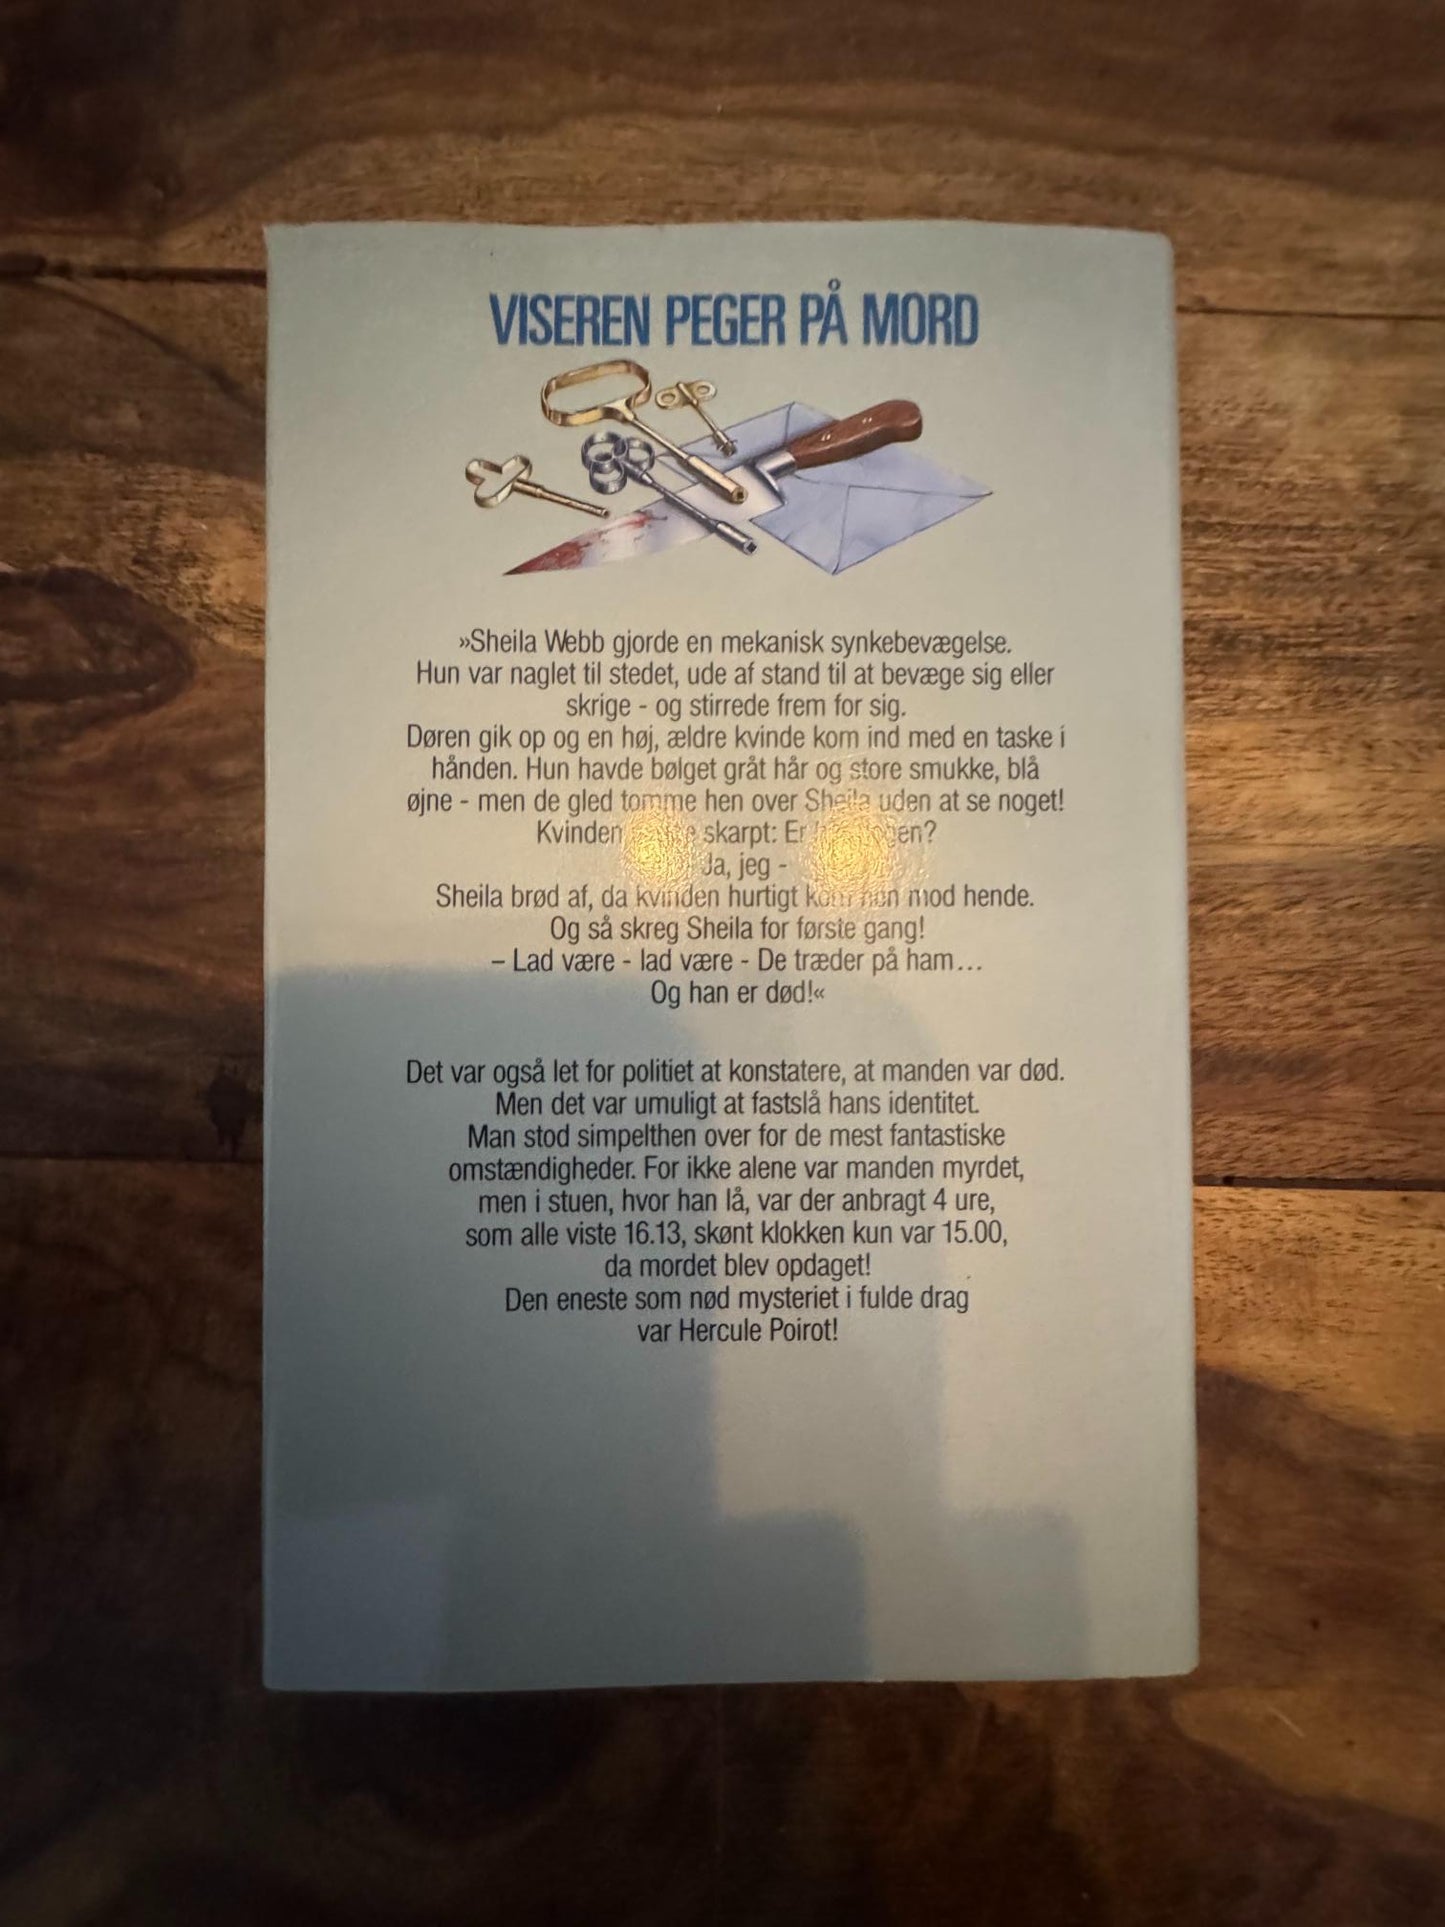 VISEREN PEGER PÅ MORD
»Sheila Webb gjorde en mekanisk synkebevægelse.
Hun var naglet til stedet, ude af stand til at bevæge sig eller
skrige - og stirrede frem for sig.
Døren gik op og en høj, ældre kvinde kom ind med en taske i
hånden. Hun havde bølget gråt hår og store smukke, blå
øjne - men de gled tomme hen over Sheila uden at se noget!
Kvinden skarpt: Er
Ja, jeg -
Sheila brød af, da kvinden hurtigt kom hen mod hende.
Og så skreg Sheila for første gang!
– Lad være - lad være - De træder på ham...
Og han er død!«
Det var også let for politiet at konstatere, at manden var død.
Men det var umuligt at fastslå hans identitet.
Man stod simpelthen over for de mest fantastiske
omstændigheder. For ikke alene var manden myrdet,
men i stuen, hvor han lå, var der anbragt 4 ure,
som alle viste 16.13, skønt klokken kun var 15.00,
da mordet blev opdaget!
Den eneste som nød mysteriet i fulde drag
var Hercule Poirot!